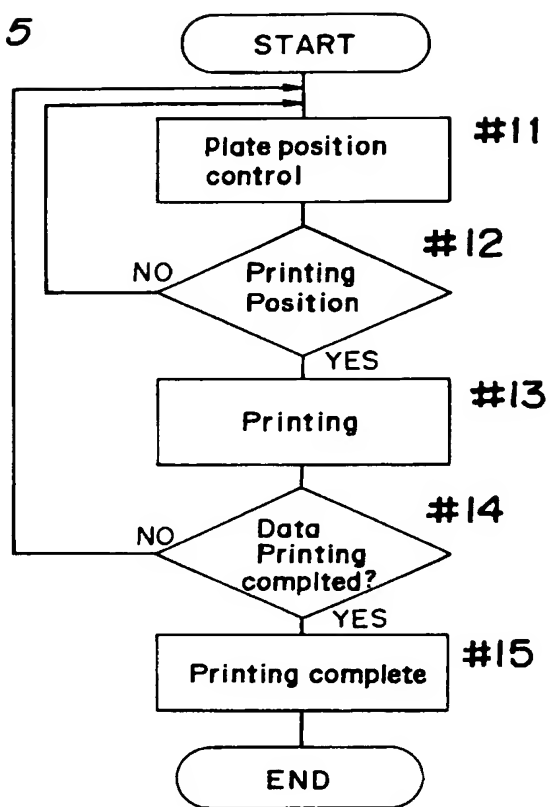 5
START
#11
Plate position
control
#12
NO
Printing
Position
YES
#13
Printing
#14
NO
Data
Printing
complted?
YES
#15
Printing complete
END